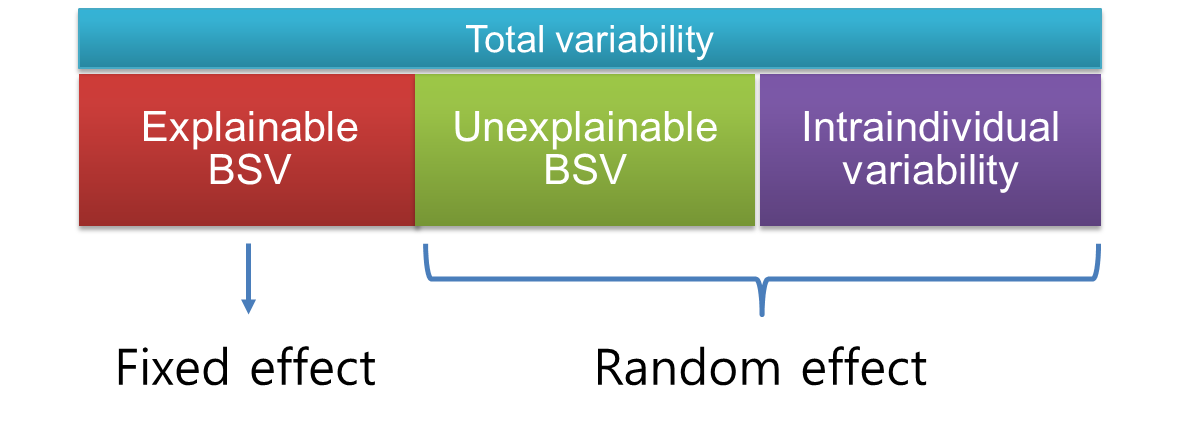 Total variability
Explainable
BSV
Unexplainable
BSV
Intraindividual
variability
Fixed effect
Random effect